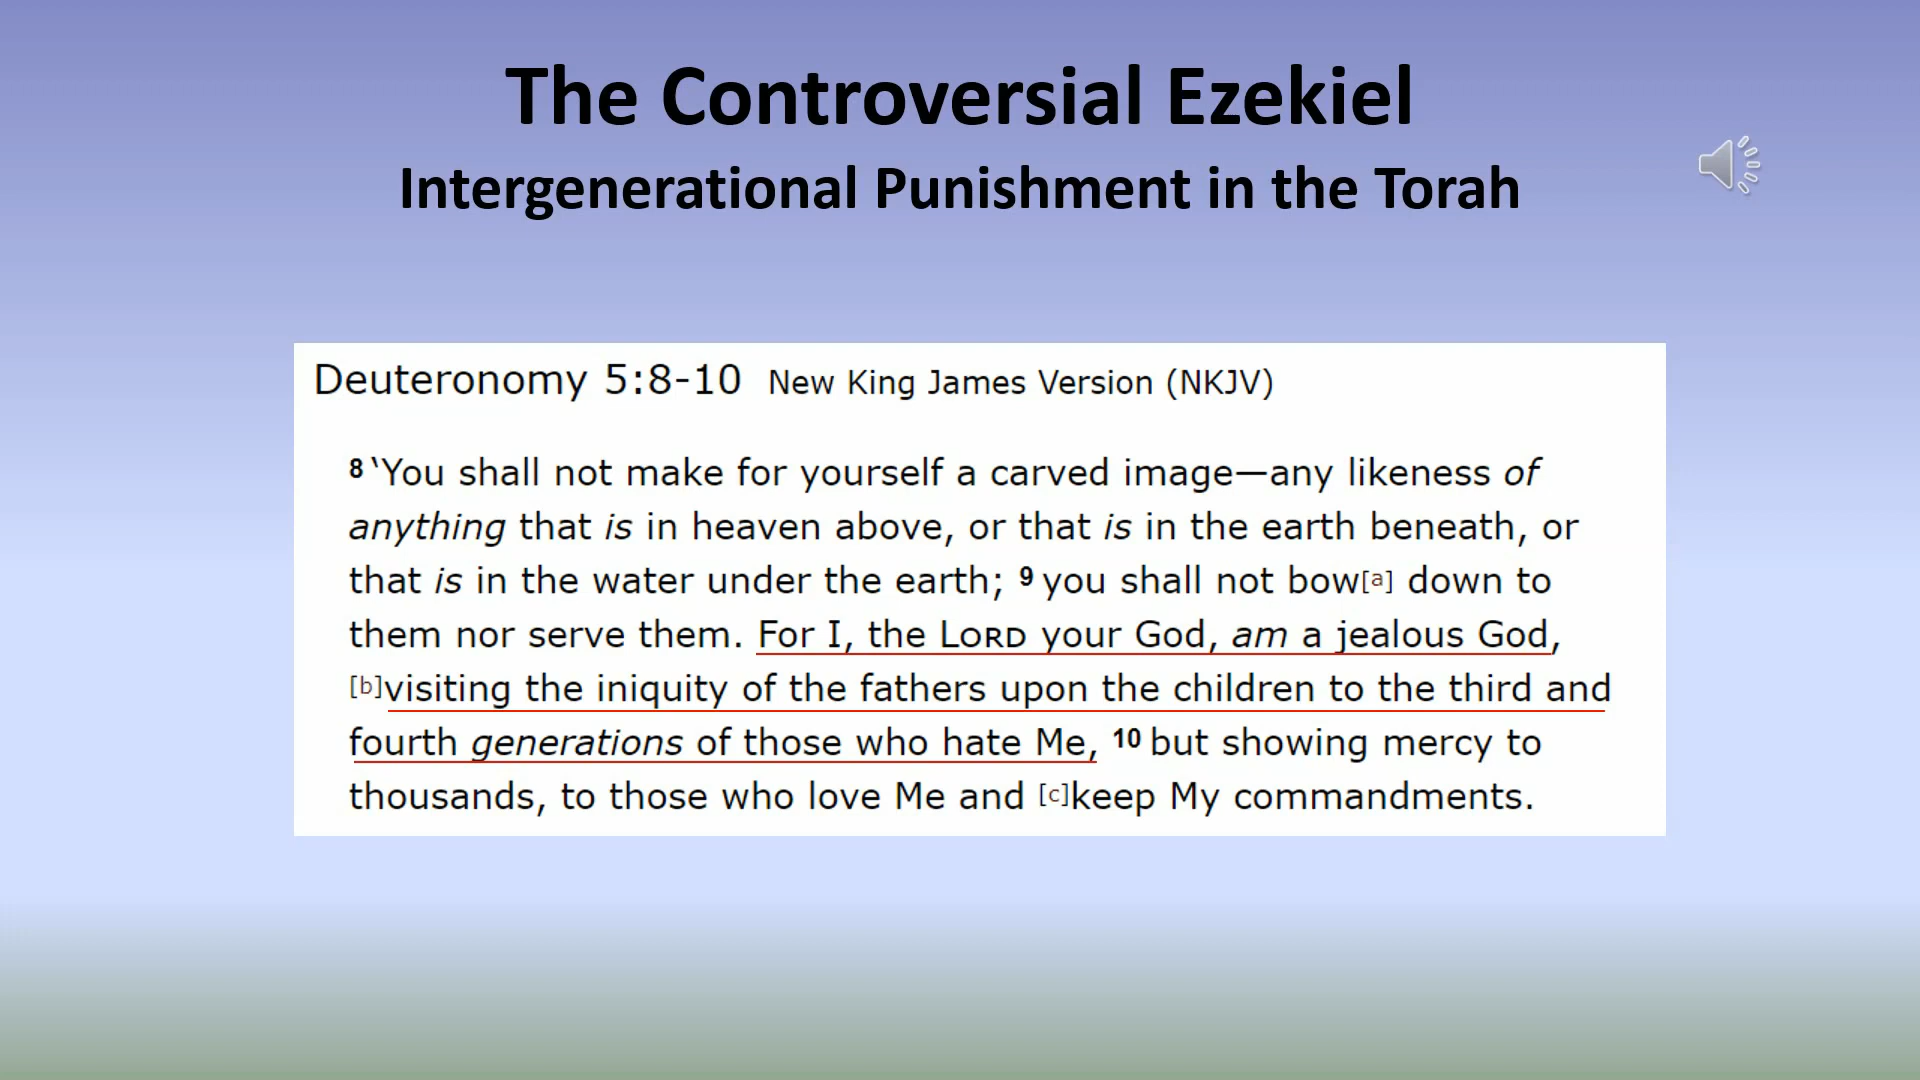 The Controversial Ezekiel
Intergenerational Punishment in the Torah
Deuteronomy 5:8-10 New King James Version (NKJV)
8 ‘You shall not make for yourself a carved image—any likeness of
anything that is in heaven above, or that is in the earth beneath, or
that is in the water under the earth; 9 you shall not bow[a] down to
them nor serve them. For I, the LORD your God, am a jealous God,
[b]visiting the iniquity of the fathers upon the children to the third and
fourth generations of those who hate Me, 10 but showing mercy to
thousands, to those who love Me and [c]keep My commandments.